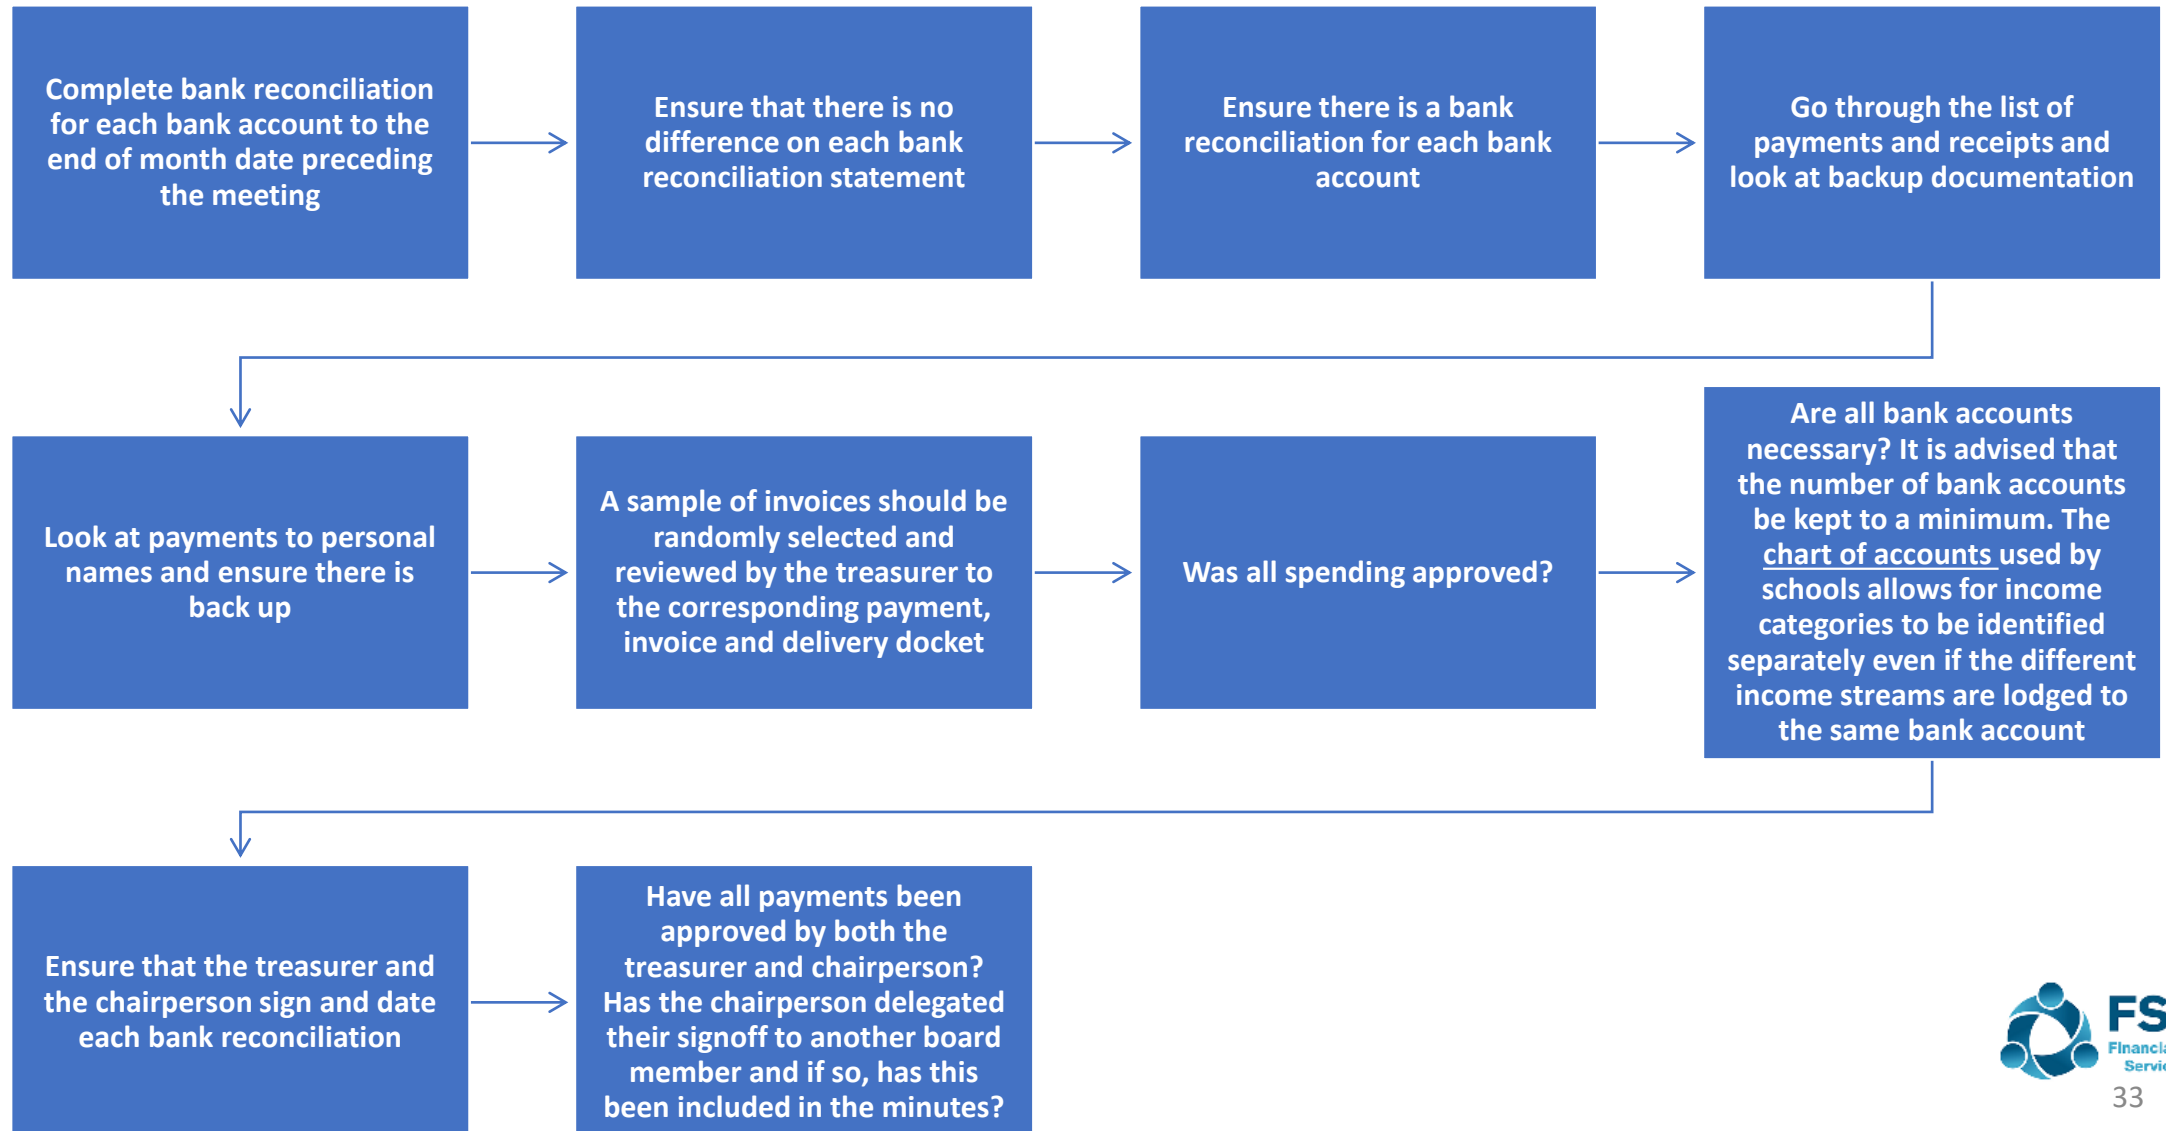 Complete bank reconciliation
for each bank account to the
end of month date preceding
the meeting
Ensure that there is no
difference on each bank
reconciliation statement
Ensure there is a bank
reconciliation for each bank
account
Go through the list of
payments and receipts and
look at backup documentation
Look at payments to personal
names and ensure there is
back up
A sample of invoices should be
randomly selected and
reviewed by the treasurer to
the corresponding payment,
invoice and delivery docket
Was all spending approved?
Are all bank accounts
necessary? It is advised that
the number of bank accounts
be kept to a minimum. The
chart of accounts used by
schools allows for income
categories to be identified
separately even if the different
income streams are lodged to
the same bank account
Ensure that the treasurer and
the chairperson sign and date
each bank reconciliation
Have all payments been
approved by both the
treasurer and chairperson?
Has the chairperson delegated
their signoff to another board
member and if so, has this
been included in the minutes?
FS
33